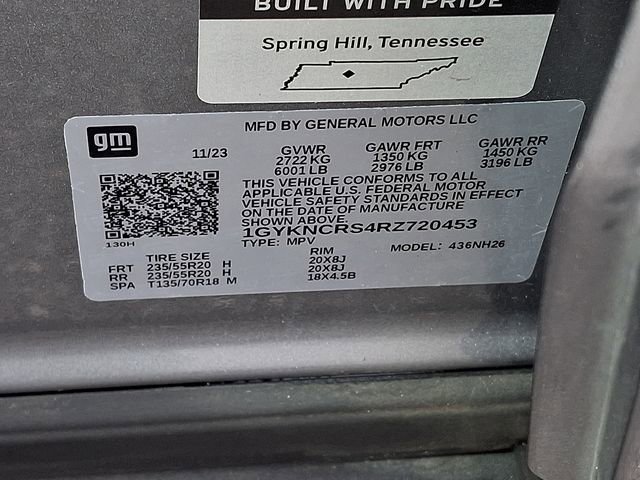 BUILT WITH PRIDE
Spring Hill, Tennessee
gm
MFD BY GENERAL MOTORS LLC
11/23 GVWR GAWR FRT GAWR RR
2722 KG 1350 KG 1450 KG
6001 LB 2976 LB 3196 LB
THIS VEHICLE CONFORMS TO ALL
APPLICABLE U.S. FEDERAL MOTOR
VEHICLE SAFETY STANDARDS IN EFFECT
ON THE DATE OF MANUFACTURE
SHOWN ABOVE.
1GYKNCRS4RZ720453
130H
TYPE: MPV MODEL: 436NH26
TIRE SIZE RIM
FRT 235/55R20 H 20X8J
RR 235/55R20 H 20X8J
SPA T135/70R18 M 18X4.5B